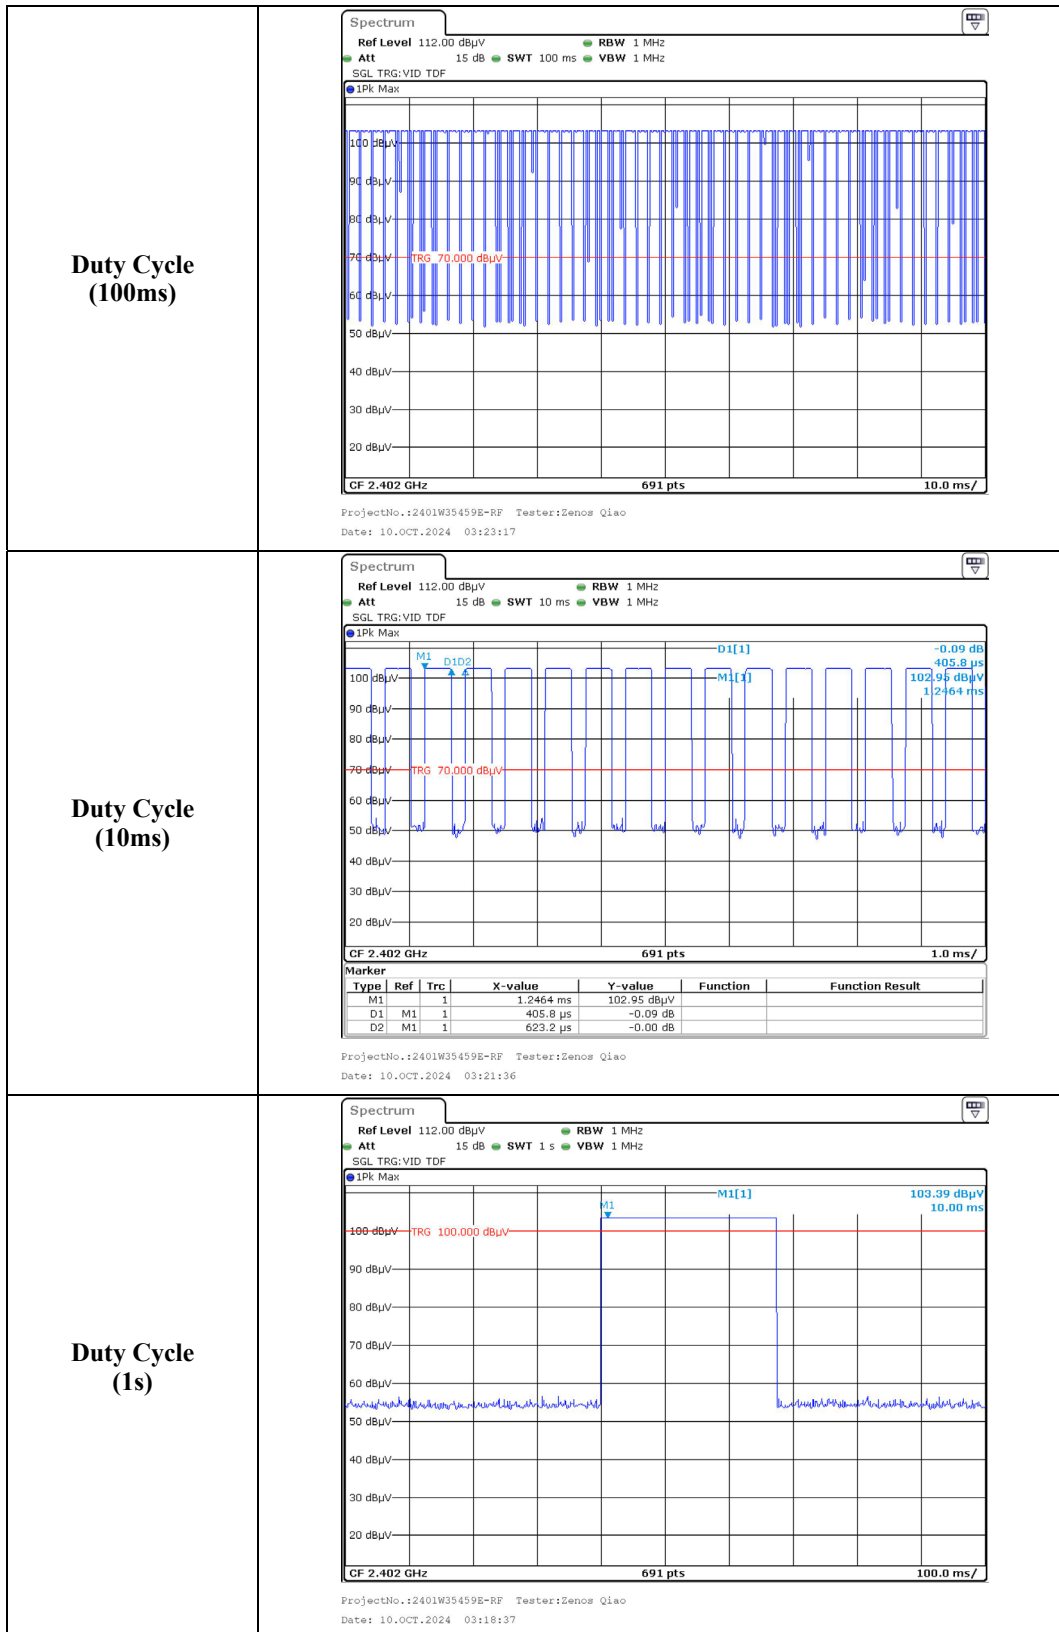 Duty Cycle
(100ms)
Spectrum
Ref Level 112.00 dBµV RBW 1 MHz
Att 15 dB SWT 100 ms VBW 1 MHz
SGL TRG:VID TDF
1Pk Max
100 dBµV
90 dBµV
80 dBµV
70 dBµV
TRG 70.000 dBµV
60 dBµV
50 dBµV
40 dBµV
30 dBµV
20 dBµV
CF 2.402 GHz 691 pts 10.0 ms/
ProjectNo.:2401W35459E-RF Tester:Zenos Qiao
Date: 10.OCT.2024 03:23:17
Duty Cycle
(10ms)
Spectrum
Ref Level 112.00 dBµV RBW 1 MHz
Att 15 dB SWT 10 ms VBW 1 MHz
SGL TRG:VID TDF
1Pk Max
D1[1] -0.09 dB
405.8 µs
M1[1] 102.95 dBµV
1.2464 ms
M1
D1D2
100 dBµV
90 dBµV
80 dBµV
70 dBµV
TRG 70.000 dBµV
60 dBµV
50 dBµV
40 dBµV
30 dBµV
20 dBµV
CF 2.402 GHz 691 pts 1.0 ms/
Marker
Type Ref Trc X-value Y-value Function Function Result
M1 1 1.2464 ms 102.95 dBµV
D1 M1 1 405.8 µs -0.09 dB
D2 M1 1 623.2 µs -0.00 dB
ProjectNo.:2401W35459E-RF Tester:Zenos Qiao
Date: 10.OCT.2024 03:21:36
Duty Cycle
(1s)
Spectrum
Ref Level 112.00 dBµV RBW 1 MHz
Att 15 dB SWT 1 s VBW 1 MHz
SGL TRG:VID TDF
1Pk Max
M1[1] 103.39 dBµV
10.00 ms
M1
100 dBµV
TRG 100.000 dBµV
90 dBµV
80 dBµV
70 dBµV
60 dBµV
50 dBµV
40 dBµV
30 dBµV
20 dBµV
CF 2.402 GHz 691 pts 100.0 ms/
ProjectNo.:2401W35459E-RF Tester:Zenos Qiao
Date: 10.OCT.2024 03:18:37